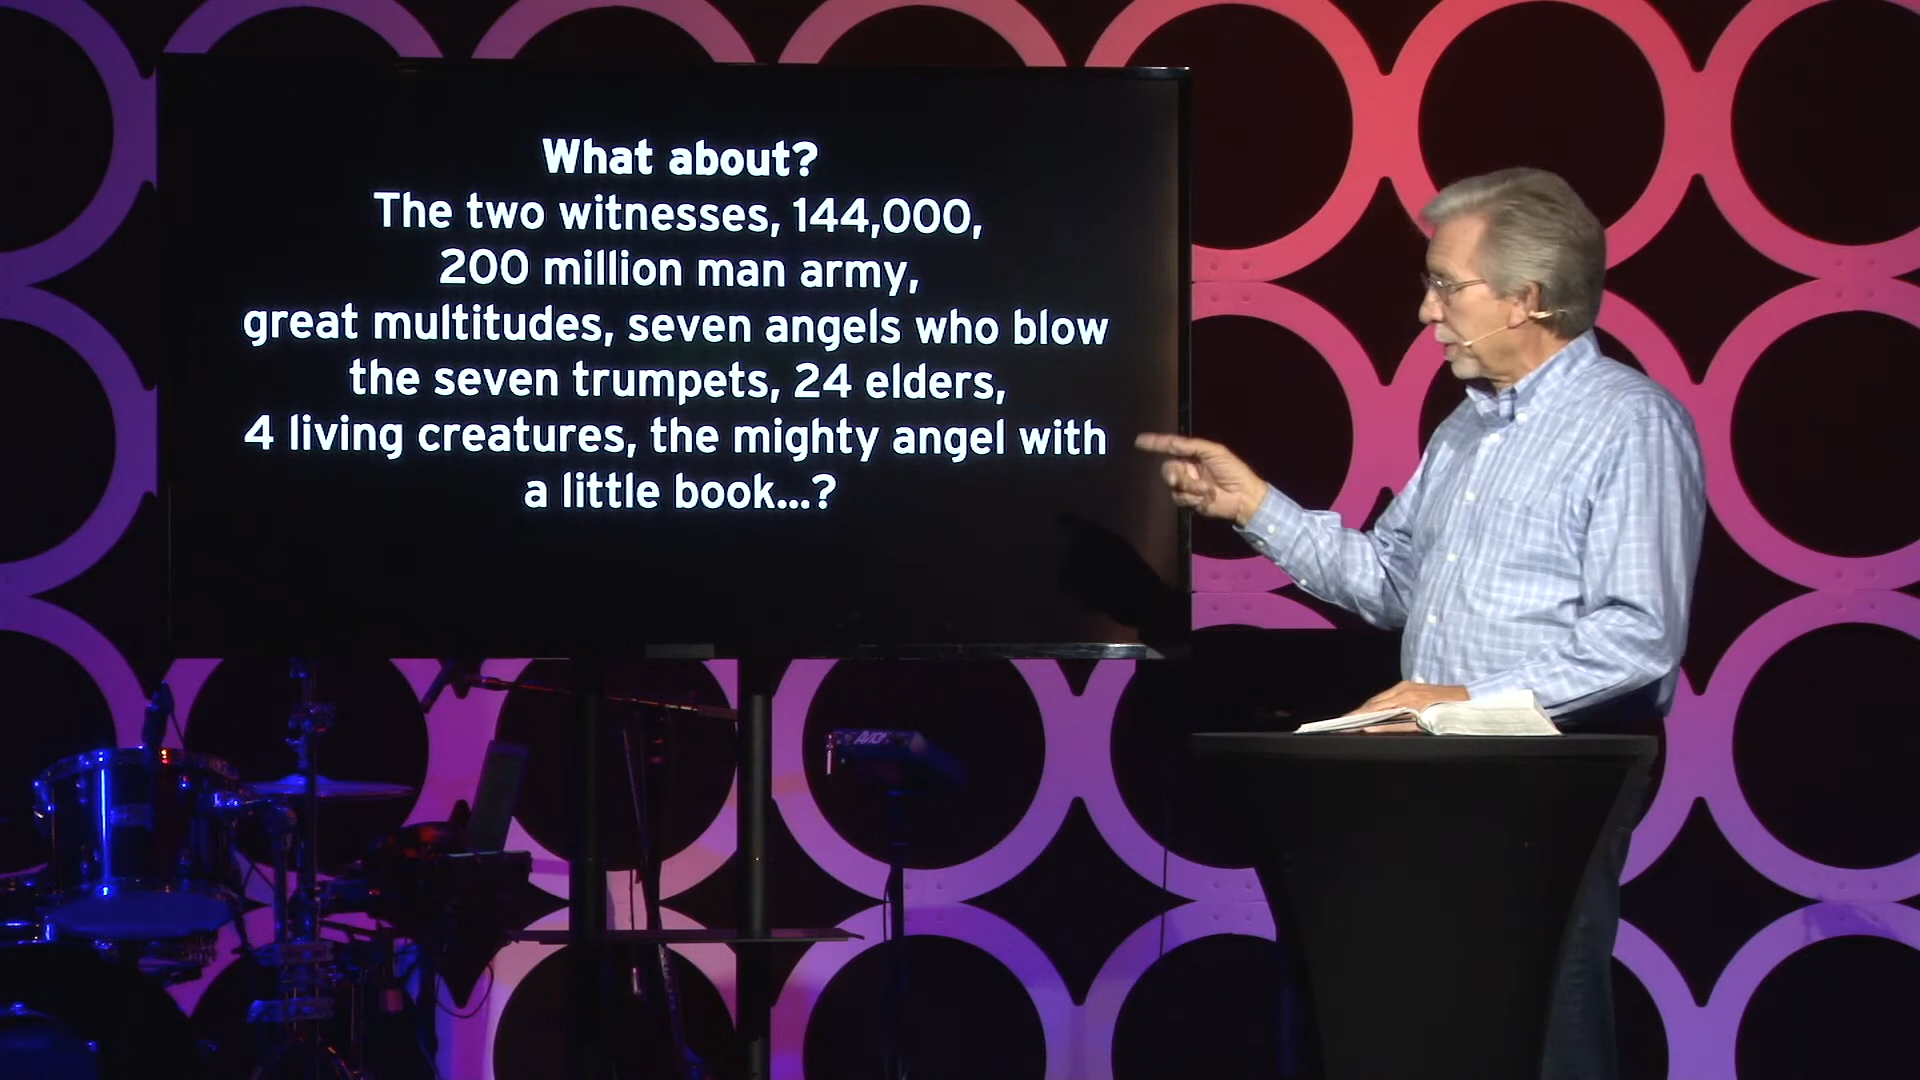 What about?
The two witnesses, 144,000,
200 million man army,
great multitudes, seven angels who blow
the seven trumpets, 24 elders,
4 living creatures, the mighty angel with
a little book...?
AVIOM